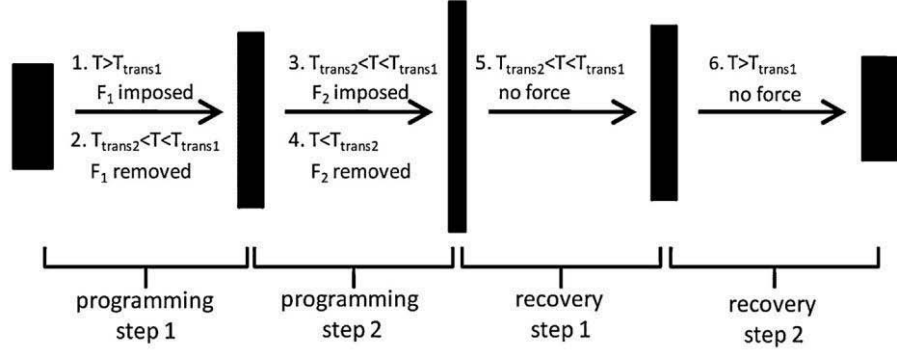 1. T>Ttrans1
F1 imposed
2. Ttrans2<T<Ttrans1
F1 removed
3. Ttrans2<T<Ttrans1
F2 imposed
4. T<Ttrans2
F2 removed
5. Ttrans2<T<Ttrans1
no force
6. T>Ttrans1
no force
programming
step 1
programming
step 2
recovery
step 1
recovery
step 2